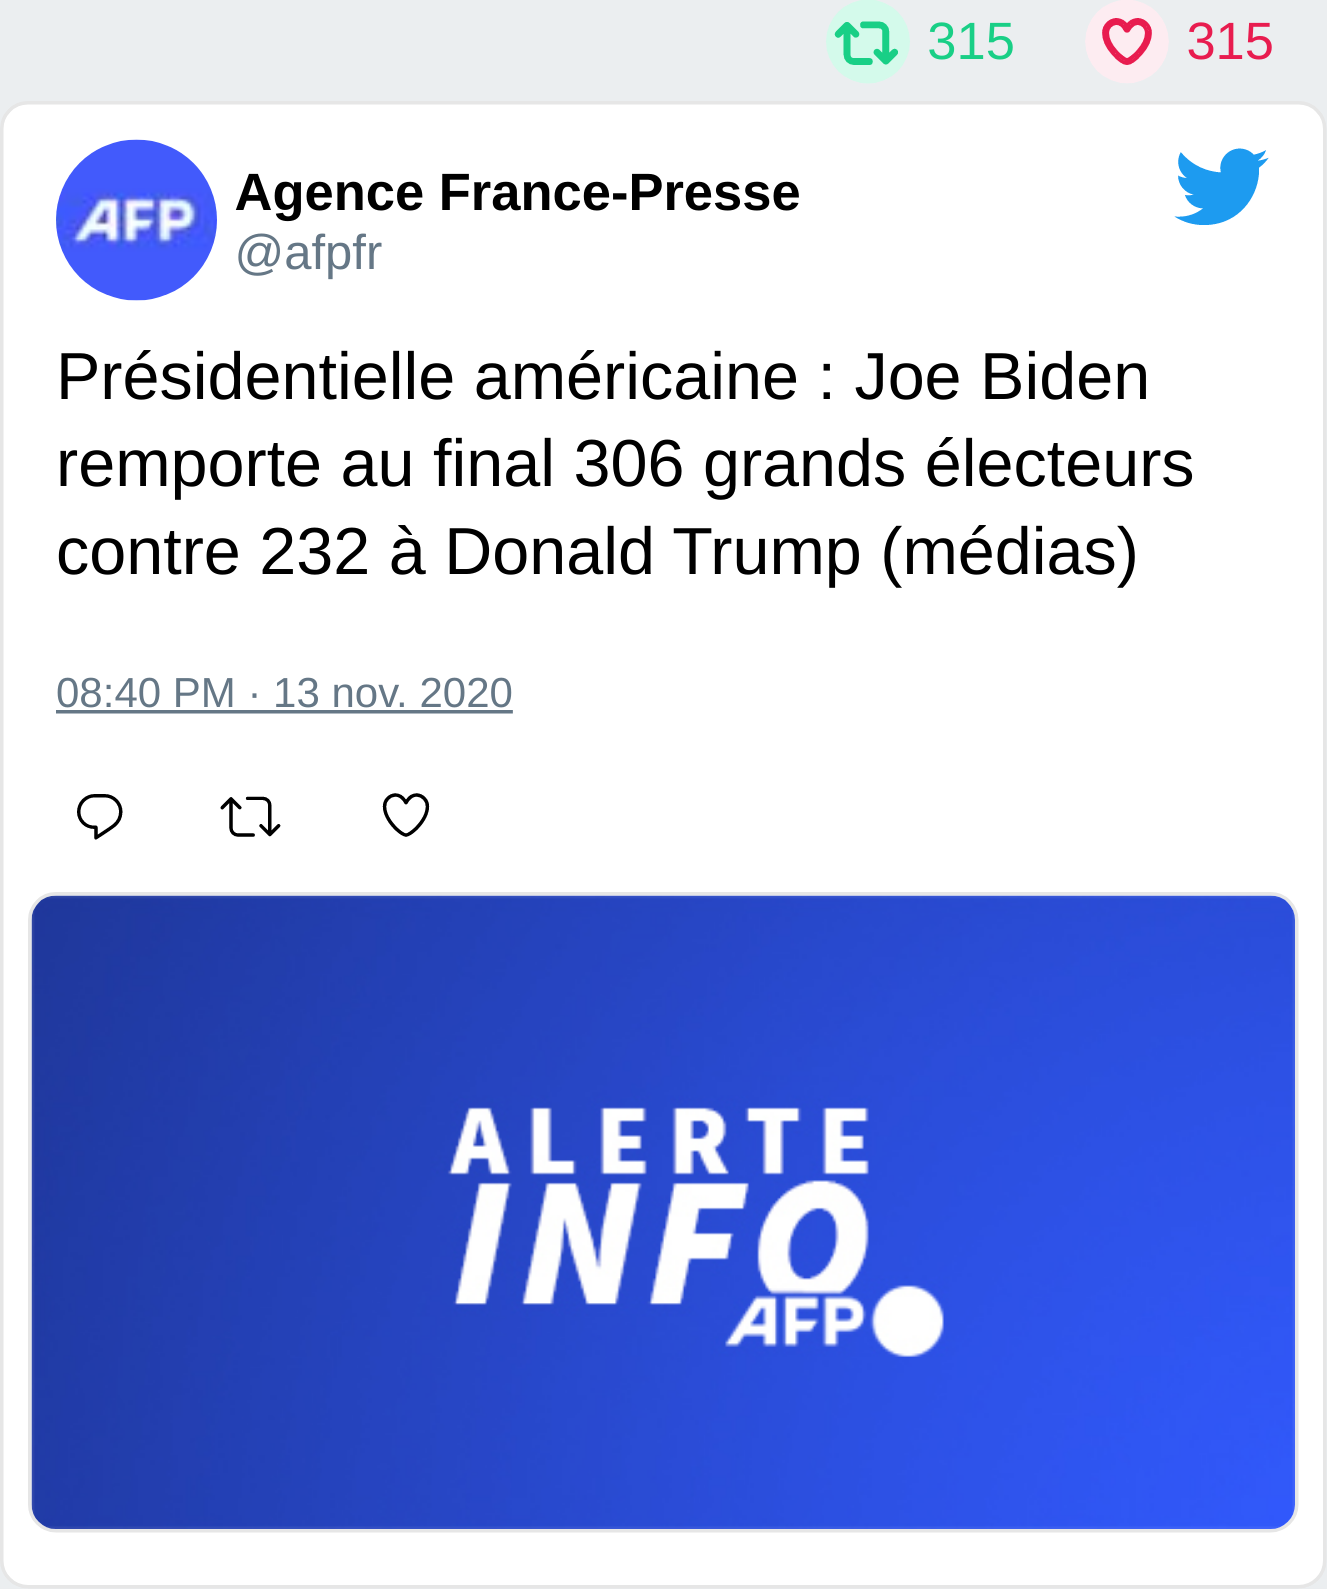 315 315
AFP
Agence France-Presse
@afpfr
Présidentielle américaine : Joe Biden
remporte au final 306 grands électeurs
contre 232 à Donald Trump (médias)
08:40 PM · 13 nov. 2020
ALERTE
INFO
AFP